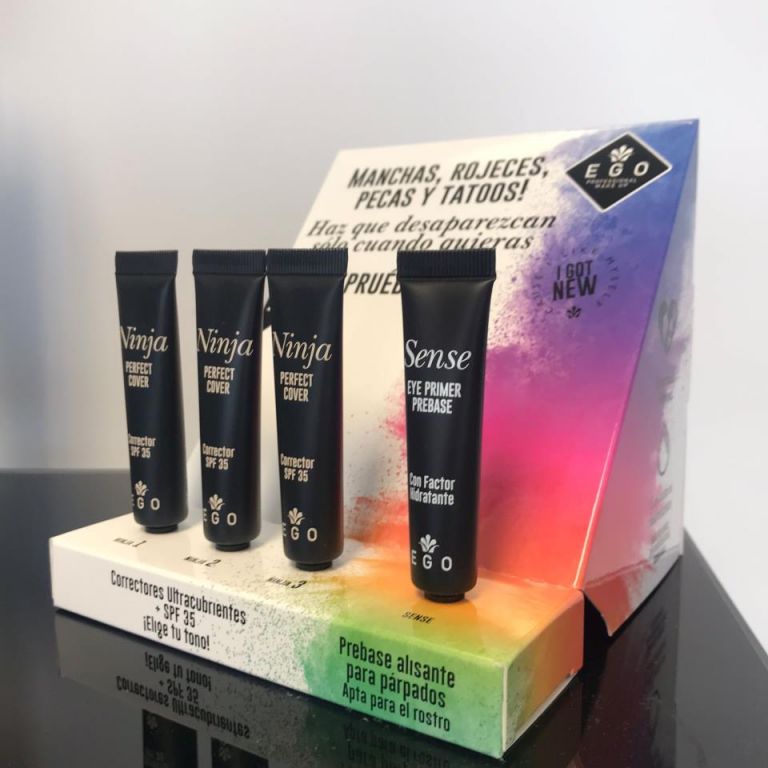 MANCHAS, ROJECES,
PECAS Y TATOOS!
Haz que desaparezcan
sólo cuando quieras
EGO
PROFESSIONAL
MAKE UP
I GOT
NEW
Ninja
PERFECT
COVER
Corrector
SPF 35
EGO
Ninja
PERFECT
COVER
Corrector
SPF 35
EGO
Ninja
PERFECT
COVER
Corrector
SPF 35
EGO
Sense
EYE PRIMER
PREBASE
Con Factor
Hidratante
EGO
NINJA 1
NINJA 2
NINJA 3
SENSE
Correctores Ultracubrientes
+ SPF 35
¡Elige tu tono!
Prebase alisante
para párpados
Apta para el rostro